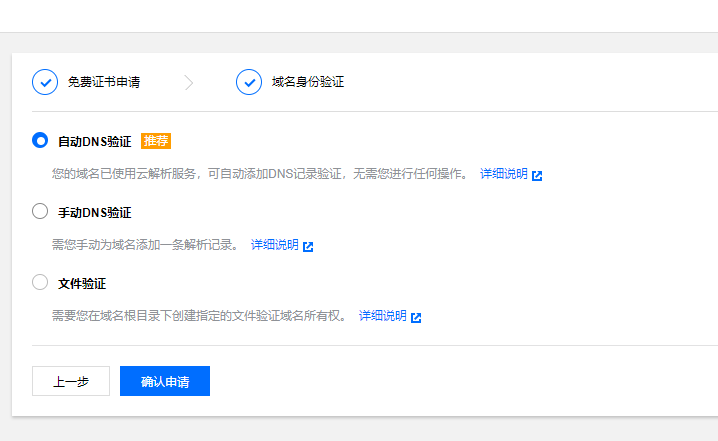 免费证书申请
域名身份验证
自动DNS验证 推荐
您的域名已使用云解析服务，可自动添加DNS记录验证，无需您进行任何操作。 详细说明
手动DNS验证
需您手动为域名添加一条解析记录。 详细说明
文件验证
需要您在域名根目录下创建指定的文件验证域名所有权。 详细说明
上一步 确认申请